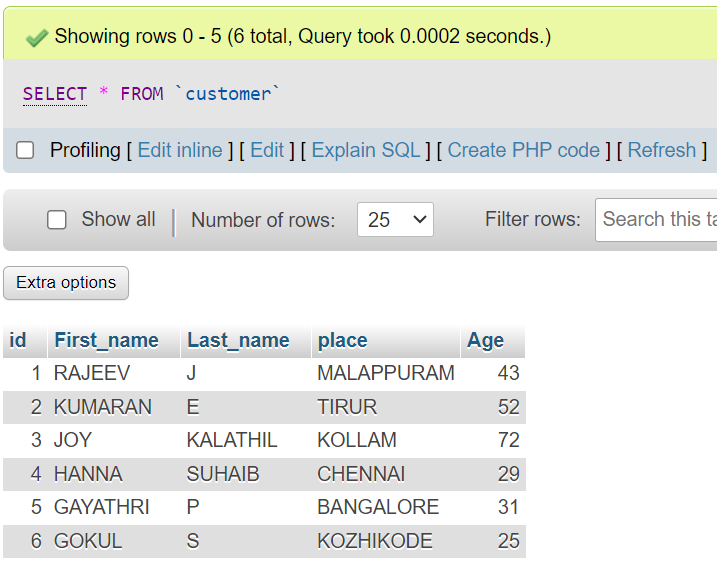 Showing rows 0 - 5 (6 total, Query took 0.0002 seconds.)
SELECT * FROM `customer`
Profiling [ Edit inline ] [ Edit ] [ Explain SQL ] [ Create PHP code ] [ Refresh ]
Show all | Number of rows: 25 Filter rows: Search this ta
Extra options
id First_name Last_name place Age
1 RAJEEV J MALAPPURAM 43
2 KUMARAN E TIRUR 52
3 JOY KALATHIL KOLLAM 72
4 HANNA SUHAIB CHENNAI 29
5 GAYATHRI P BANGALORE 31
6 GOKUL S KOZHIKODE 25